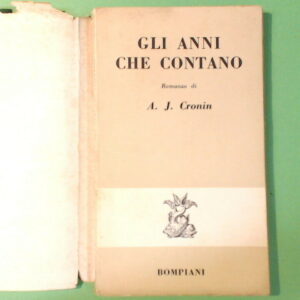 GLI ANNI
CHE CONTANO
Romanzo di
A. J. Cronin
BOMPIANI